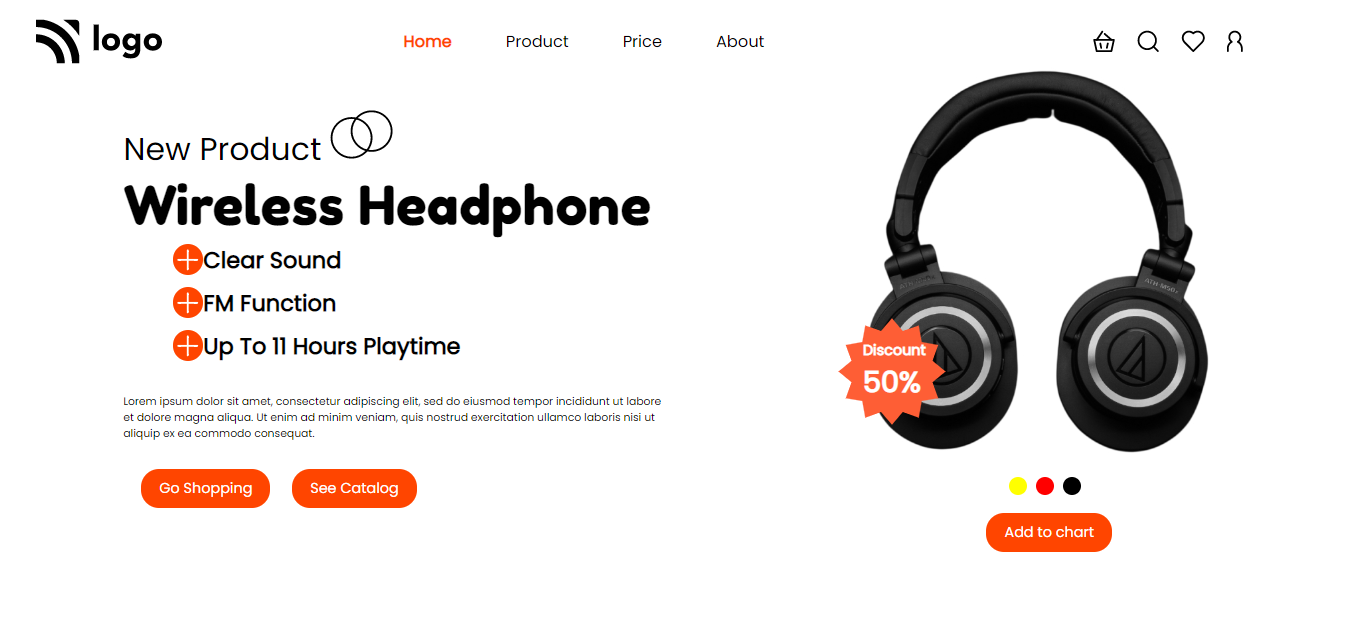 logo
Home
Product
Price
About
New Product
Wireless Headphone
Clear Sound
FM Function
Up To 11 Hours Playtime
Lorem ipsum dolor sit amet, consectetur adipiscing elit, sed do eiusmod tempor incididunt ut labore
et dolore magna aliqua. Ut enim ad minim veniam, quis nostrud exercitation ullamco laboris nisi ut
aliquip ex ea commodo consequat.
Go Shopping
See Catalog
Discount
50%
Add to chart